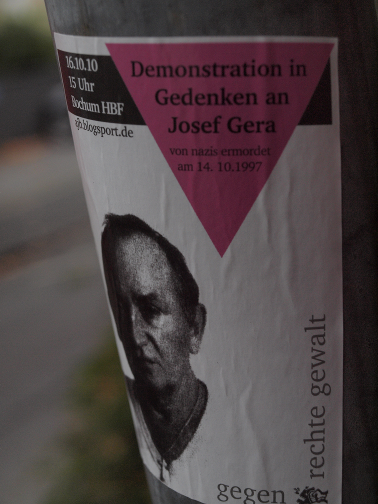 16.10.10
15 Uhr
Bochum HBF
ajb.blogsport.de
Demonstration in
Gedenken an
Josef Gera
von nazis ermordet
am 14. 10.1997
gegen
rechte gewalt